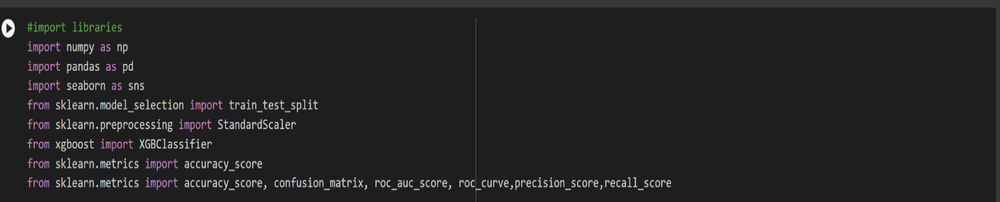 #import libraries
import numpy as np
import pandas as pd
import seaborn as sns
from sklearn.model_selection import train_test_split
from sklearn.preprocessing import StandardScaler
from xgboost import XGBClassifier
from sklearn.metrics import accuracy_score
from sklearn.metrics import accuracy_score, confusion_matrix, roc_auc_score, roc_curve,precision_score,recall_score